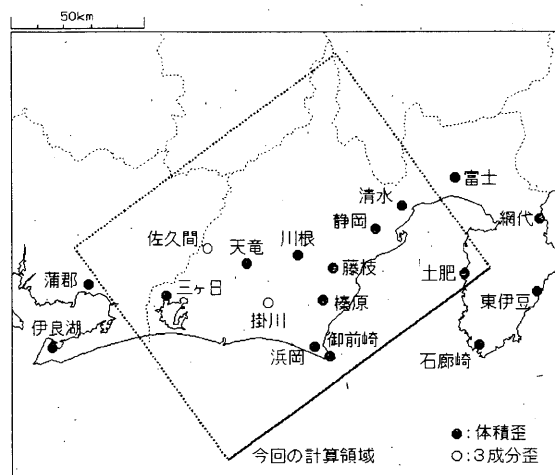 50km
富士
清水
網代
静岡
佐久間
川根
天竜
藤枝
土肥
蒲郡
三ヶ日
東伊豆
榛原
掛川
伊良湖
御前崎
浜岡
石廊崎
●:体積歪
今回の計算領域
○:3成分歪